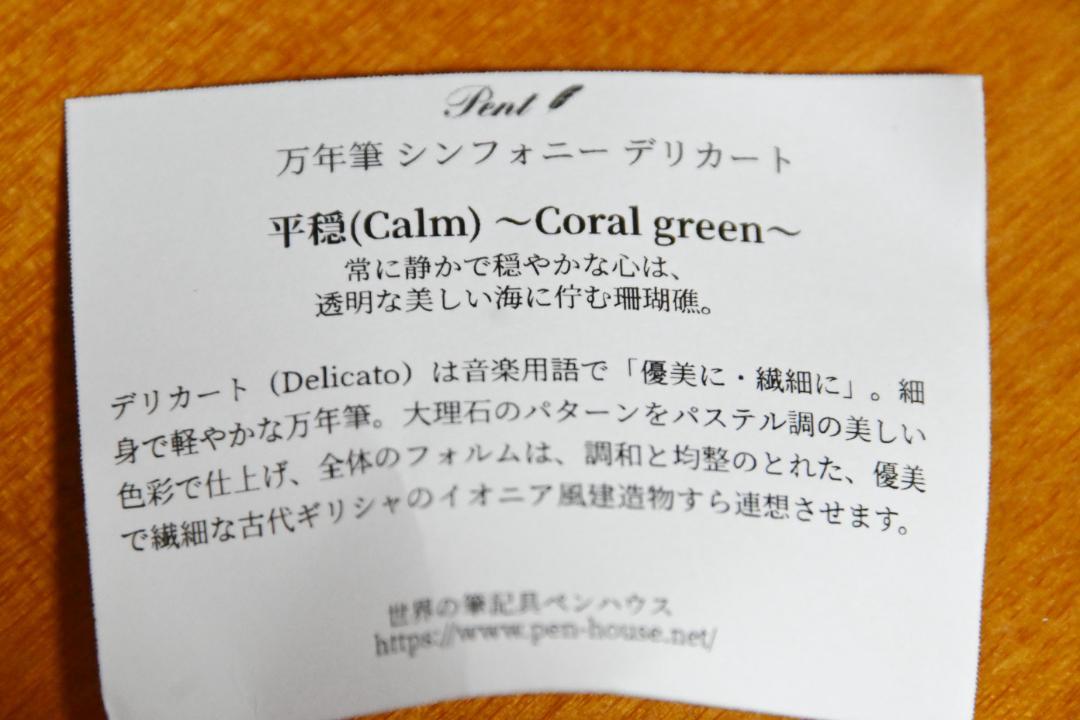 Pent
万年筆 シンフォニー デリカート
平穏(Calm) 〜Coral green〜
常に静かで穏やかな心は、
透明な美しい海に佇む珊瑚礁。
デリカート（Delicato）は音楽用語で「優美に・繊細に」。細
身で軽やかな万年筆。大理石のパターンをパステル調の美しい
色彩で仕上げ、全体のフォルムは、調和と均整のとれた、優美
で繊細な古代ギリシャのイオニア風建造物すら連想させます。
世界の筆記具ペンハウス
https://www.pen-house.net/